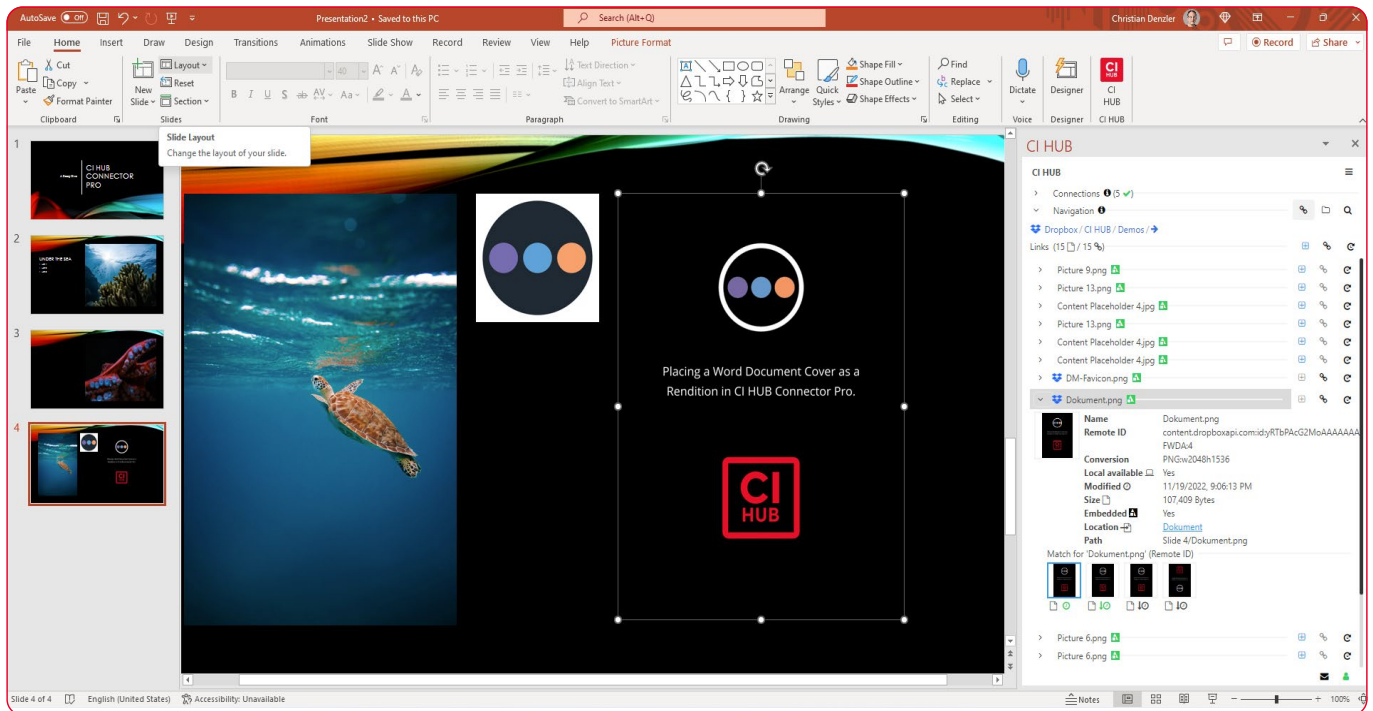 AutoSave Off Presentation2 • Saved to this PC Search (Alt+Q) Christian Denzler
File Home Insert Draw Design Transitions Animations Slide Show Record Review View Help Picture Format Record Share
Paste
Cut
Copy
Format Painter
Clipboard
New
Slide
Layout
Reset
Section
Slides
40
B I U S ab AV Aa A
Font
Text Direction
Align Text
Convert to SmartArt
Paragraph
Arrange
Quick
Styles
Shape Fill
Shape Outline
Shape Effects
Drawing
Find
Replace
Select
Editing
Dictate
Voice
Designer
Designer
CI
HUB
CI
HUB
CI HUB
Slide Layout
Change the layout of your slide.
1
CI HUB
CONNECTOR
PRO
2
UNDER THE SEA
3
4
Placing a Word Document Cover as a
Rendition in CI HUB Connector Pro.
CI
HUB
CI HUB
CI HUB
Connections (5 ✓)
Navigation
Dropbox / CI HUB / Demos /
Links (15 / 15 )
Picture 9.png
Picture 13.png
Content Placeholder 4.jpg
Picture 13.png
Content Placeholder 4.jpg
Content Placeholder 4.jpg
DM-Favicon.png
Dokument.png
Name Dokument.png
Remote ID content.dropboxapi.com:id:yRTbPAcG2MoAAAAAAA
FWDA:4
Conversion PNG:w2048h1536
Local available Yes
Modified 11/19/2022, 9:06:13 PM
Size 107,409 Bytes
Embedded Yes
Location Dokument
Path Slide 4/Dokument.png
Match for 'Dokument.png' (Remote ID)
Picture 6.png
Picture 6.png
Slide 4 of 4 English (United States) Accessibility: Unavailable Notes 100%